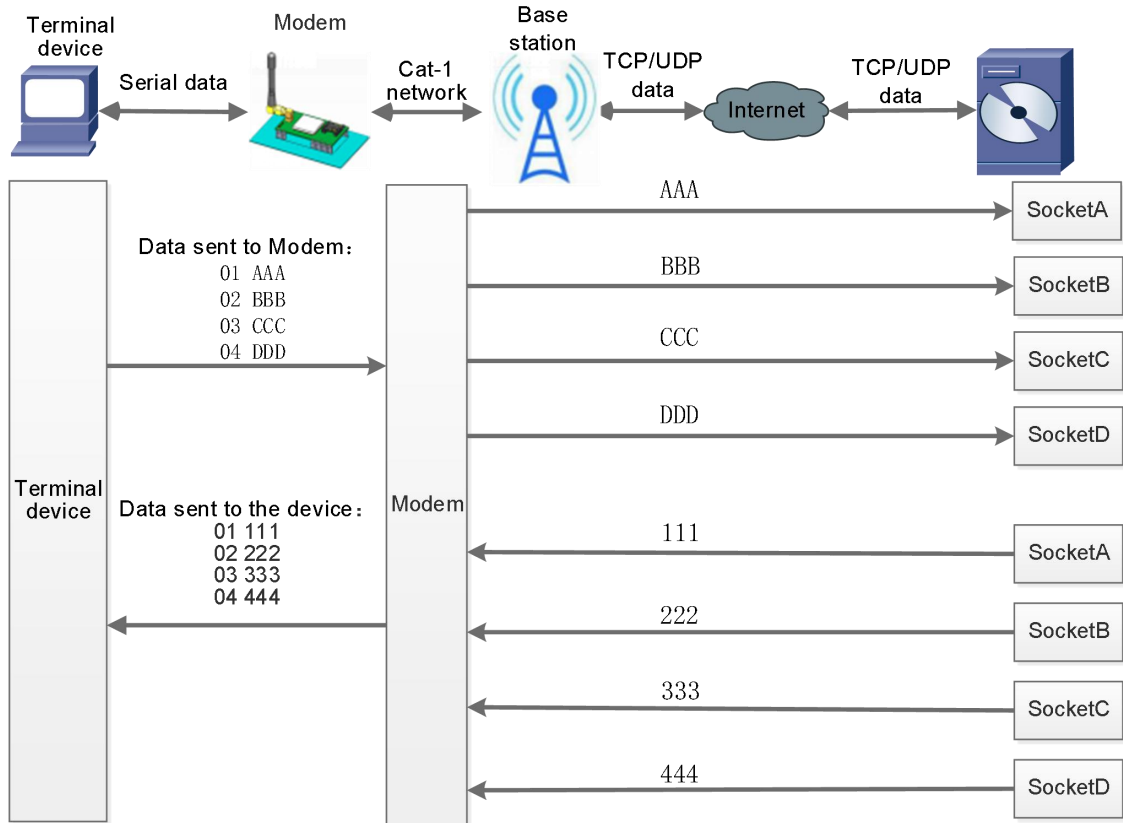 Terminal
device
Serial data
Modem
Cat-1
network
Base
station
TCP/UDP
data
Internet
TCP/UDP
data
Data sent to Modem：
01 AAA
02 BBB
03 CCC
04 DDD
AAA
SocketA
BBB
SocketB
CCC
SocketC
DDD
SocketD
Terminal
device
Modem
Data sent to the device：
01 111
02 222
03 333
04 444
111
SocketA
222
SocketB
333
SocketC
444
SocketD